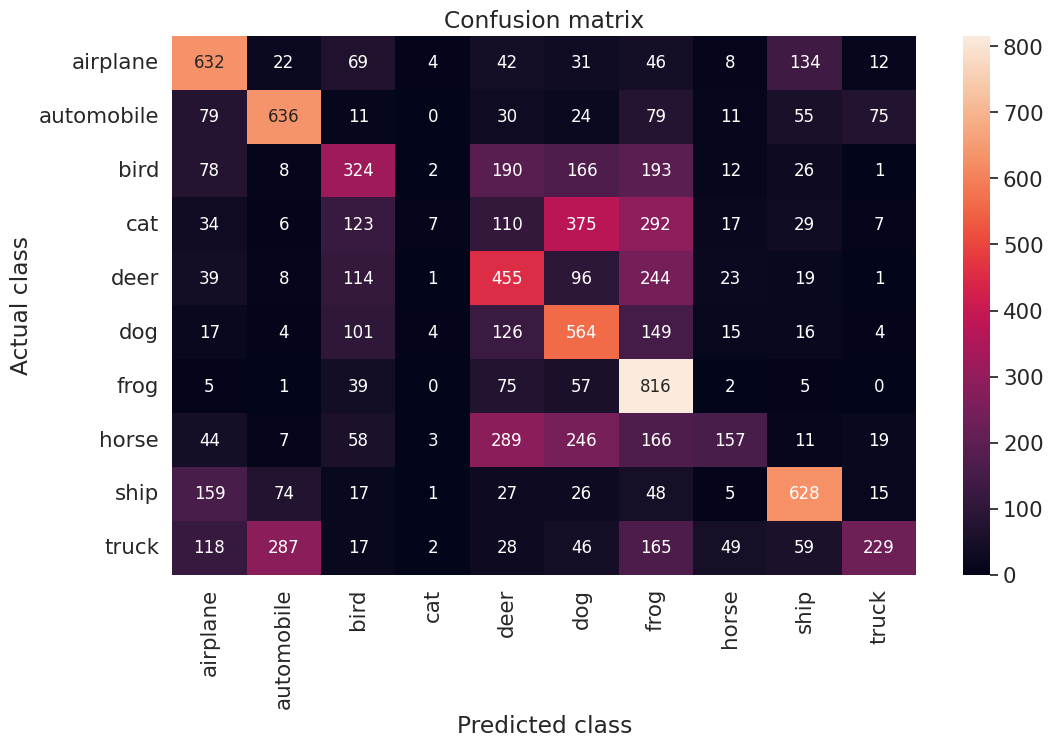 Confusion matrix
airplane 632 22 69 4 42 31 46 8 134 12
automobile 79 636 11 0 30 24 79 11 55 75
bird 78 8 324 2 190 166 193 12 26 1
cat 34 6 123 7 110 375 292 17 29 7
deer 39 8 114 1 455 96 244 23 19 1
dog 17 4 101 4 126 564 149 15 16 4
frog 5 1 39 0 75 57 816 2 5 0
horse 44 7 58 3 289 246 166 157 11 19
ship 159 74 17 1 27 26 48 5 628 15
truck 118 287 17 2 28 46 165 49 59 229
airplane automobile bird cat deer dog frog horse ship truck
Predicted class
Actual class
800
700
600
500
400
300
200
100
0